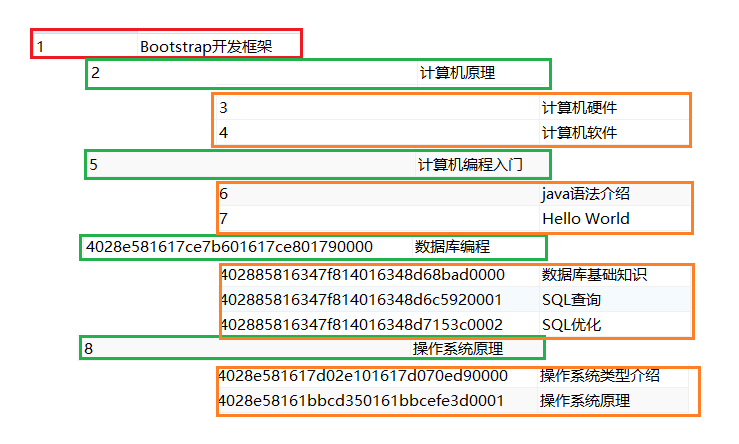 1 Bootstrap开发框架
2 计算机原理
3 计算机硬件
4 计算机软件
5 计算机编程入门
6 java语法介绍
7 Hello World
4028e581617ce7b601617ce801790000 数据库编程
402885816347f814016348d68bad0000 数据库基础知识
402885816347f814016348d6c5920001 SQL查询
402885816347f814016348d7153c0002 SQL优化
8 操作系统原理
4028e581617d02e101617d070ed90000 操作系统类型介绍
4028e58161bbcd350161bbcefe3d0001 操作系统原理